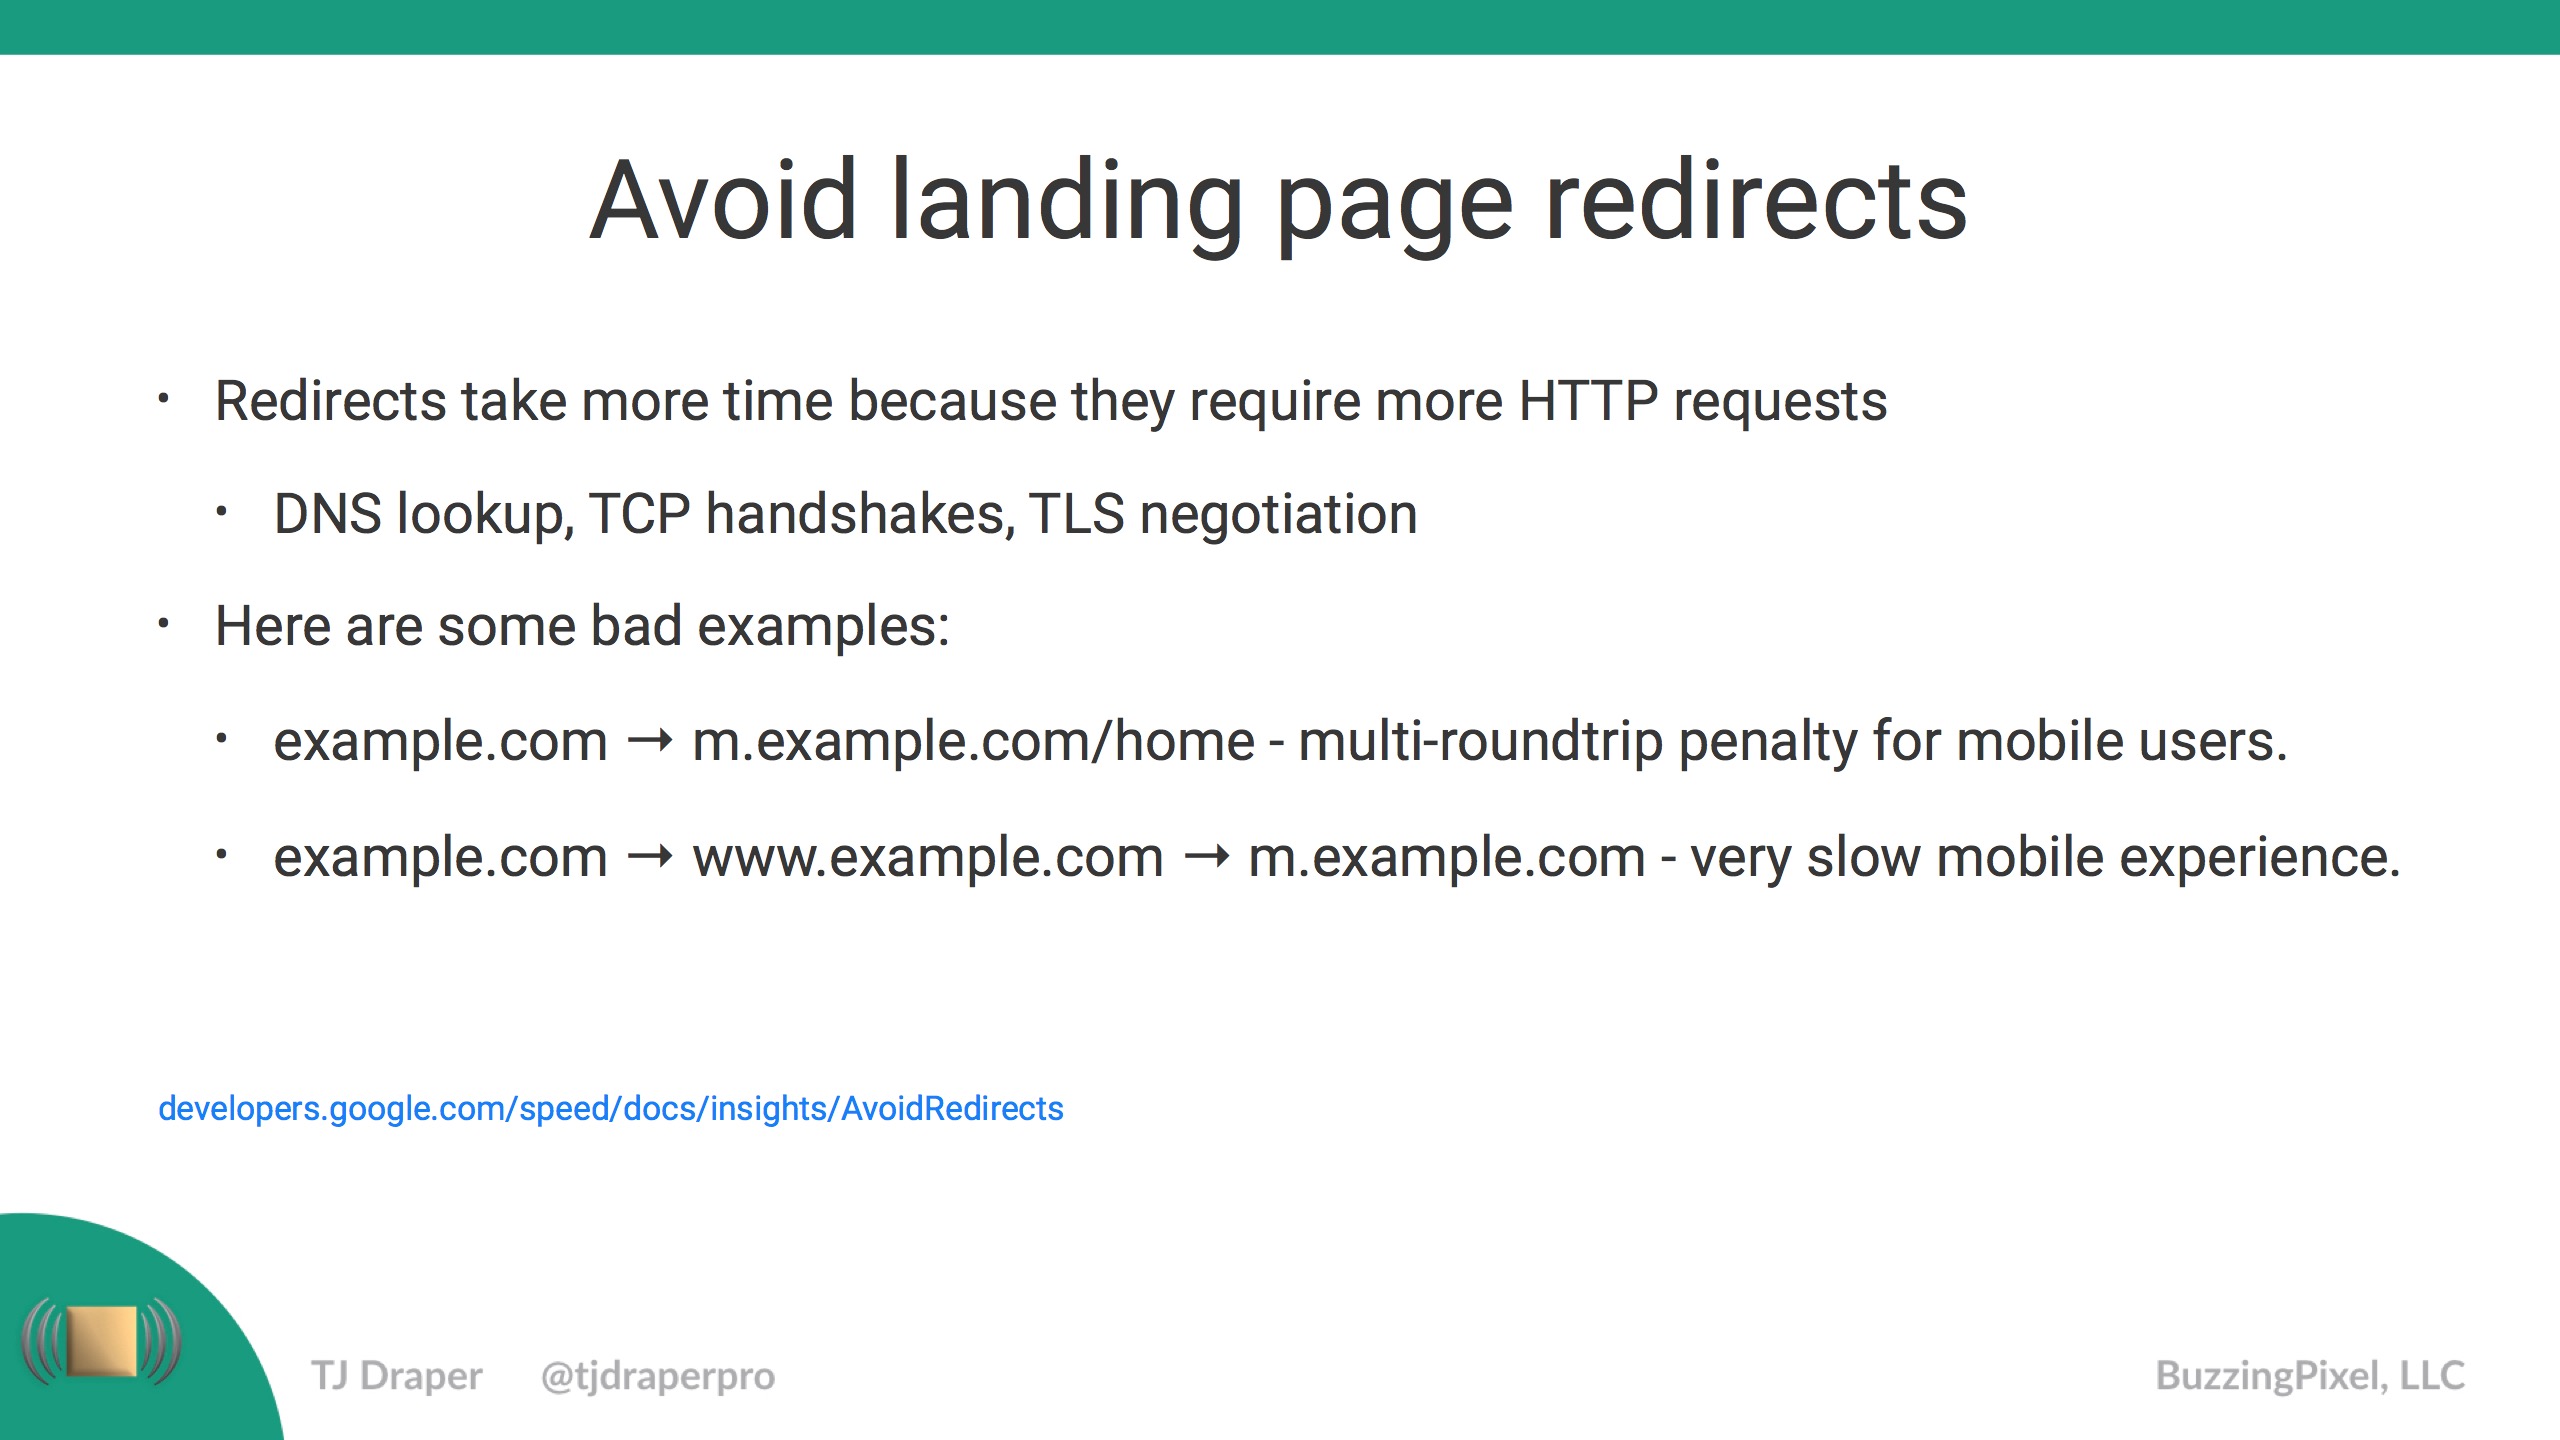 Avoid landing page redirects
• Redirects take more time because they require more HTTP requests
• DNS lookup, TCP handshakes, TLS negotiation
• Here are some bad examples:
• example.com → m.example.com/home - multi-roundtrip penalty for mobile users.
• example.com → www.example.com → m.example.com - very slow mobile experience.
developers.google.com/speed/docs/insights/AvoidRedirects
TJ Draper @tjdraperpro BuzzingPixel, LLC